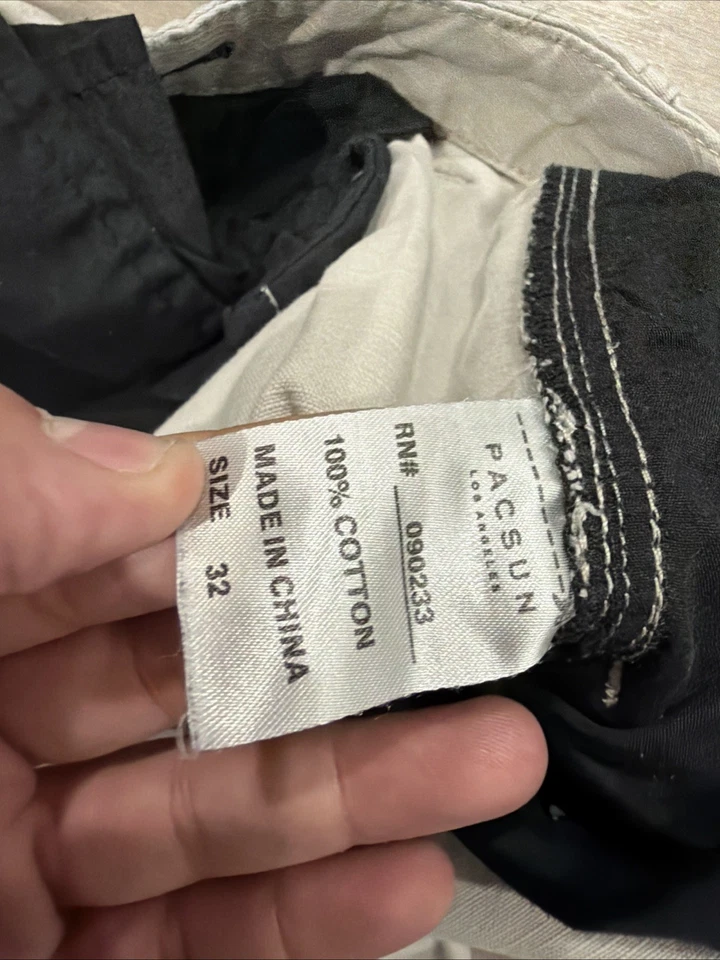 PACSUN
LOS ANGELES
RN# 090233
100% COTTON
MADE IN CHINA
SIZE 32